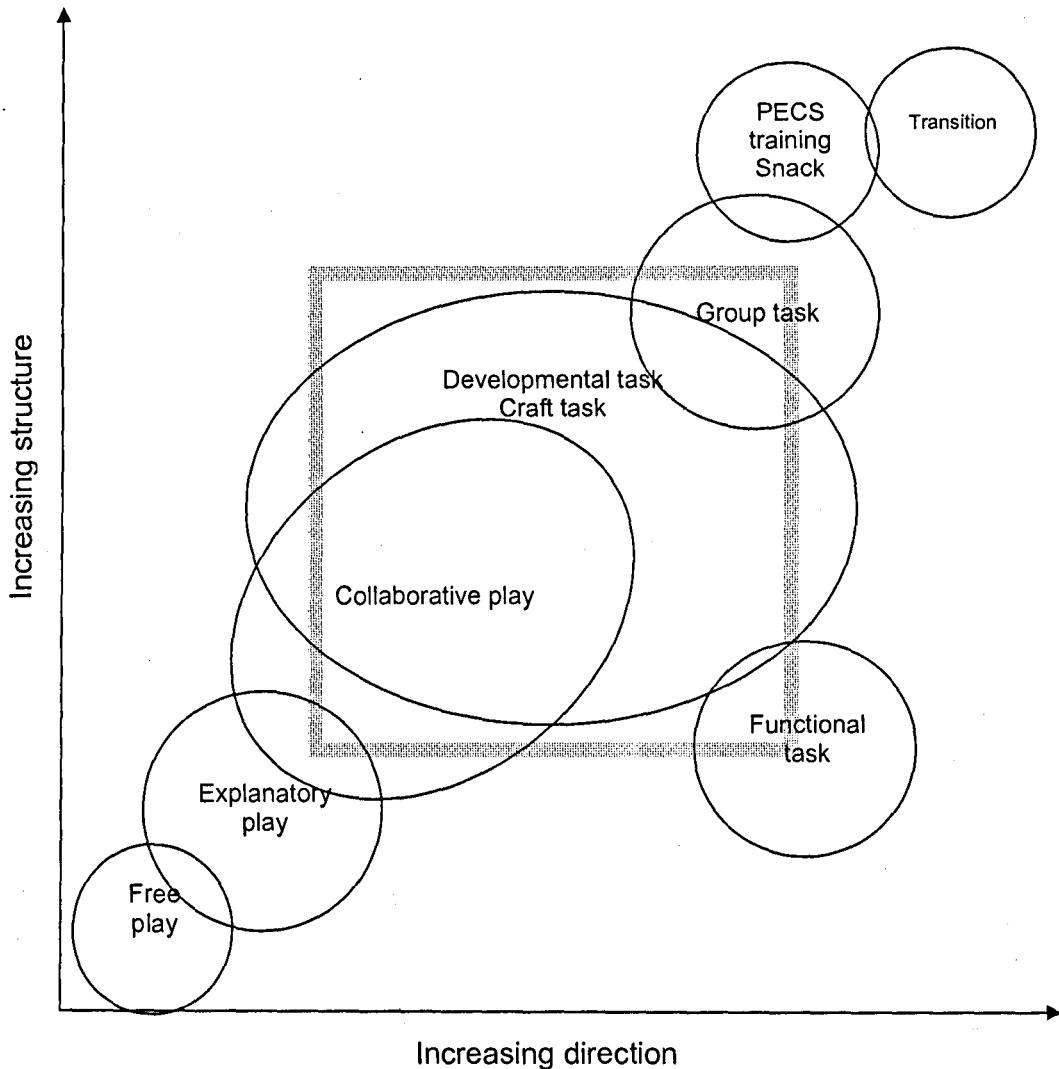 PECS
training
Snack
Transition
Group task
Developmental task
Craft task
Collaborative play
Functional
task
Explanatory
play
Free
play
Increasing structure
Increasing direction